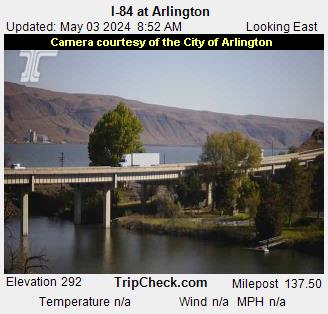 I-84 at Arlington
Updated: May 03 2024 8:52 AM Looking East
Camera courtesy of the City of Arlington
Elevation 292 TripCheck.com Milepost 137.50
Temperature n/a Wind n/a MPH n/a